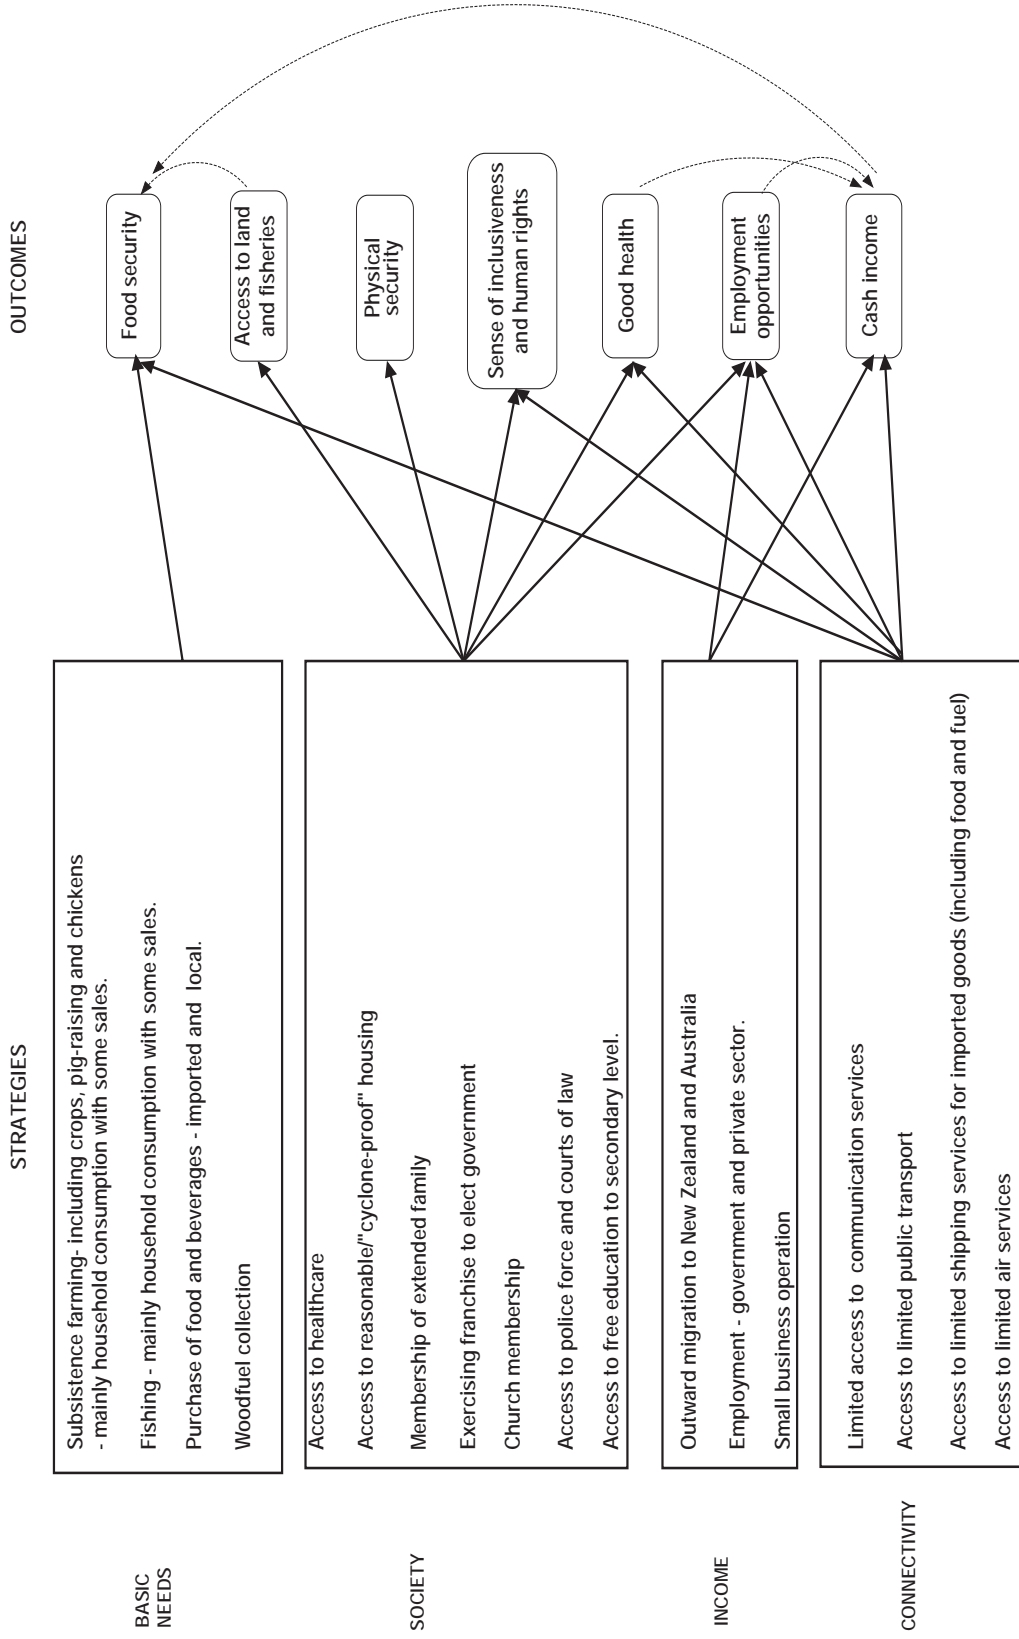 STRATEGIES
OUTCOMES
BASIC
NEEDS
Subsistence farming- including crops, pig-raising and chickens
- mainly household consumption with some sales.
Fishing - mainly household consumption with some sales.
Purchase of food and beverages - imported and local.
Woodfuel collection
SOCIETY
Access to healthcare
Access to reasonable/"cyclone-proof" housing
Membership of extended family
Exercising franchise to elect government
Church membership
Access to police force and courts of law
Access to free education to secondary level.
INCOME
Outward migration to New Zealand and Australia
Employment - government and private sector.
Small business operation
CONNECTIVITY
Limited access to communication services
Access to limited public transport
Access to limited shipping services for imported goods (including food and fuel)
Access to limited air services
Food security
Access to land
and fisheries
Physical
security
Sense of inclusiveness
and human rights
Good health
Employment
opportunities
Cash income